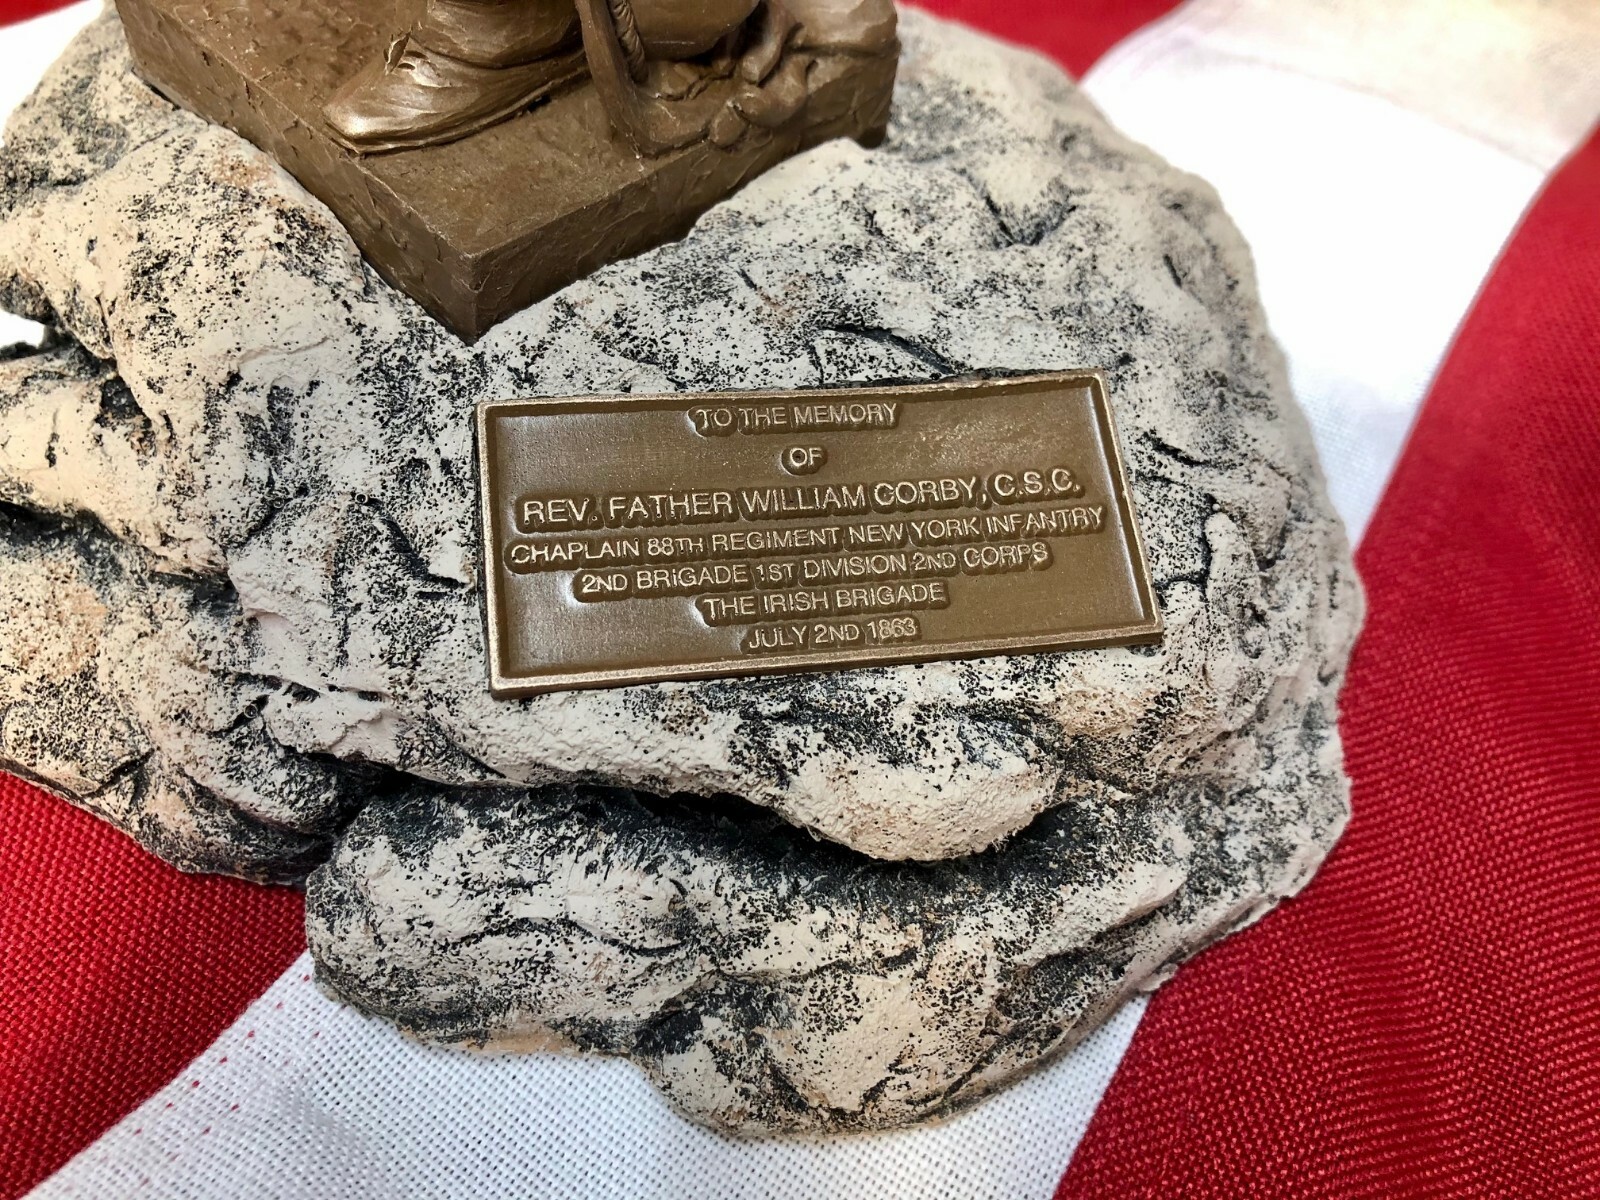 TO THE MEMORY
OF
REV. FATHER WILLIAM CORBY, C.S.C.
CHAPLAIN 88TH REGIMENT NEW YORK INFANTRY
2ND BRIGADE 1ST DIVISION 2ND CORPS
THE IRISH BRIGADE
JULY 2ND 1863